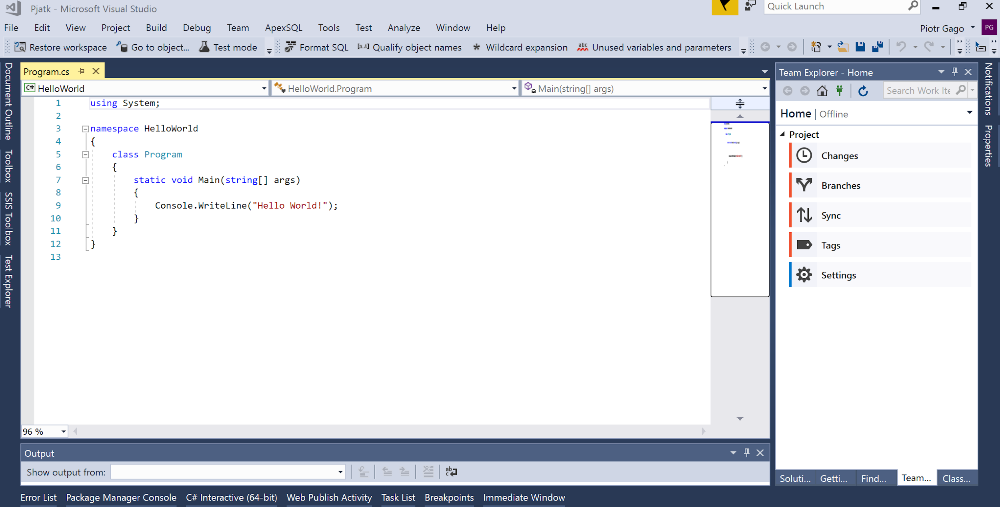 Pjatk - Microsoft Visual Studio
Quick Launch
File Edit View Project Build Debug Team ApexSQL Tools Test Analyze Window Help
Piotr Gago PG
Restore workspace Go to object... Test mode Format SQL [a.A] Qualify object names * Wildcard expansion abc Unused variables and parameters
Document Outline
Toolbox
SSIS Toolbox
Test Explorer
Program.cs
C# HelloWorld
HelloWorld.Program
Main(string[] args)
1 using System;
2
3 namespace HelloWorld
4 {
5 class Program
6 {
7 static void Main(string[] args)
8 {
9 Console.WriteLine("Hello World!");
10 }
11 }
12 }
13
96 %
Team Explorer - Home
Search Work Ite
Home | Offline
Project
Changes
Branches
Sync
Tags
Settings
Soluti... Getti... Find... Team... Class...
Notifications
Properties
Output
Show output from:
Error List Package Manager Console C# Interactive (64-bit) Web Publish Activity Task List Breakpoints Immediate Window